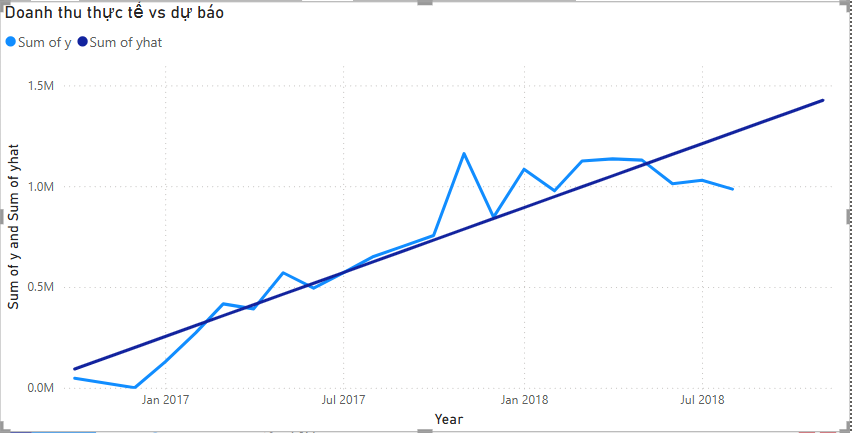 Doanh thu thực tế vs dự báo
Sum of y Sum of yhat
Sum of y and Sum of yhat
1.5M
1.0M
0.5M
0.0M
Jan 2017 Jul 2017 Jan 2018 Jul 2018
Year